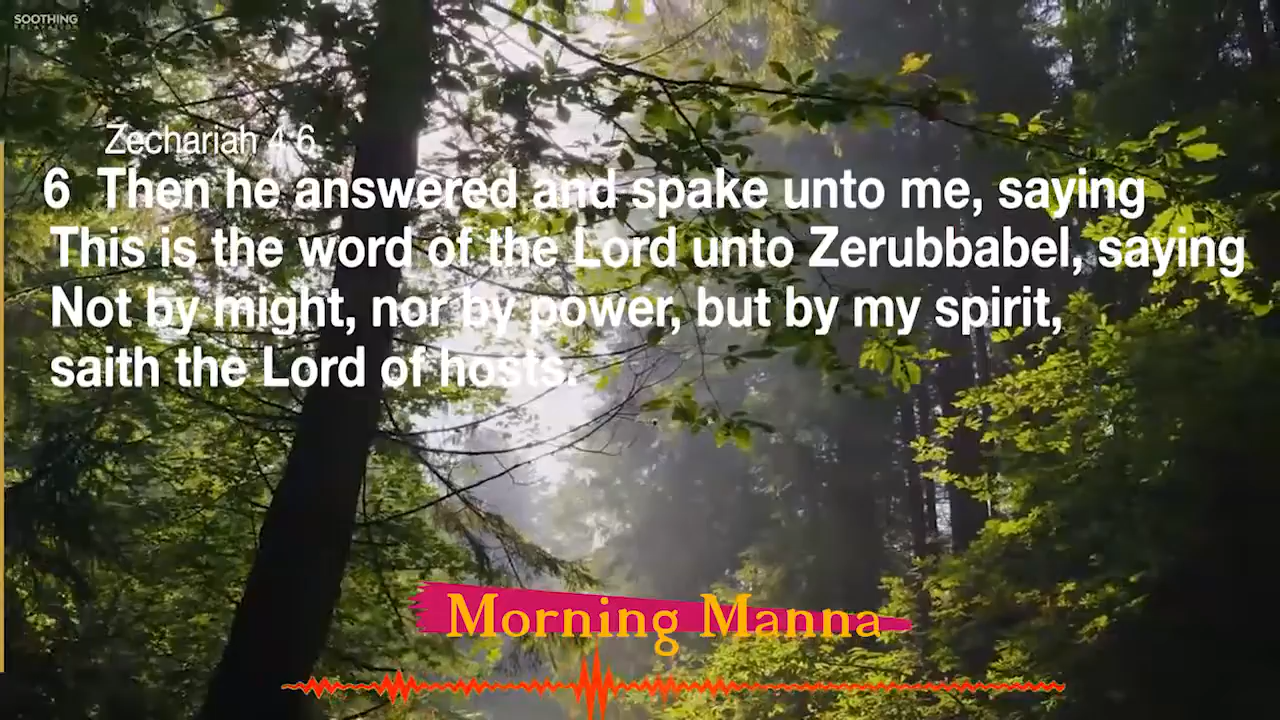 SOOTHING
RELAXATION
Zechariah 4 6
6 Then he answered and spake unto me, saying
This is the word of the Lord unto Zerubbabel, saying
Not by might, nor by power, but by my spirit,
saith the Lord of hosts.
Morning Manna